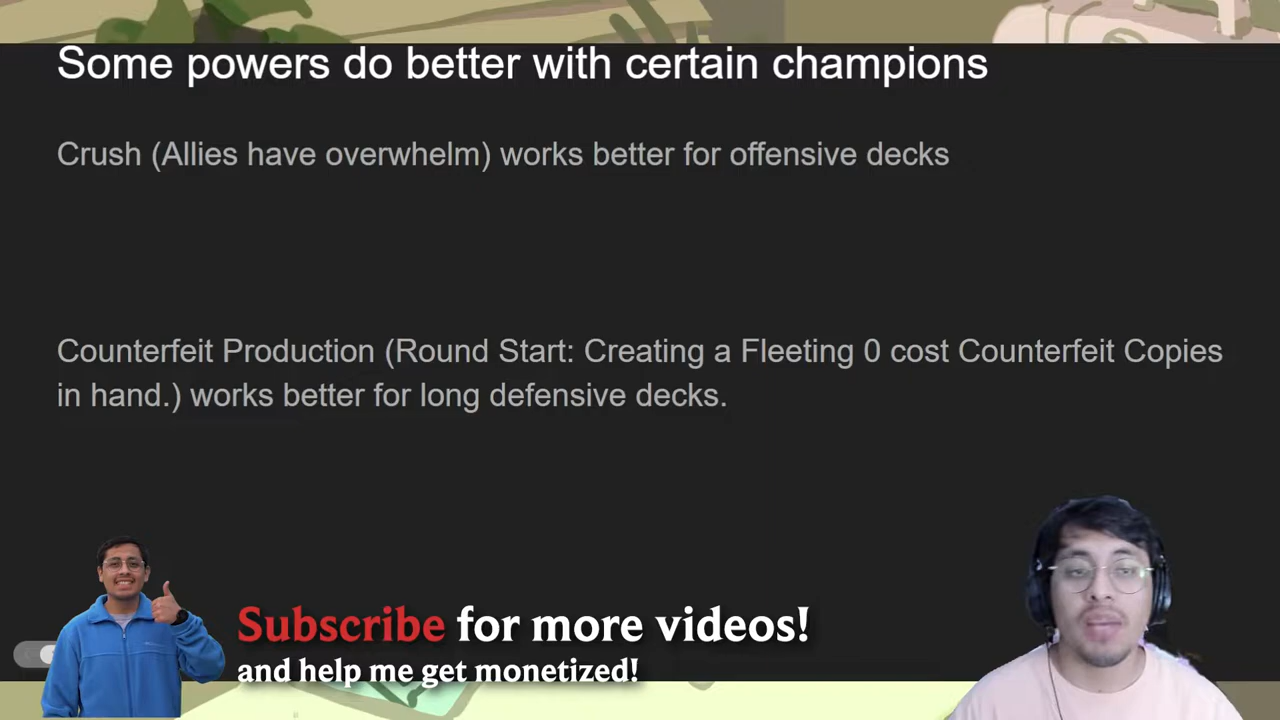 Some powers do better with certain champions
Crush (Allies have overwhelm) works better for offensive decks
Counterfeit Production (Round Start: Creating a Fleeting 0 cost Counterfeit Copies
in hand.) works better for long defensive decks.
Subscribe for more videos!
and help me get monetized!